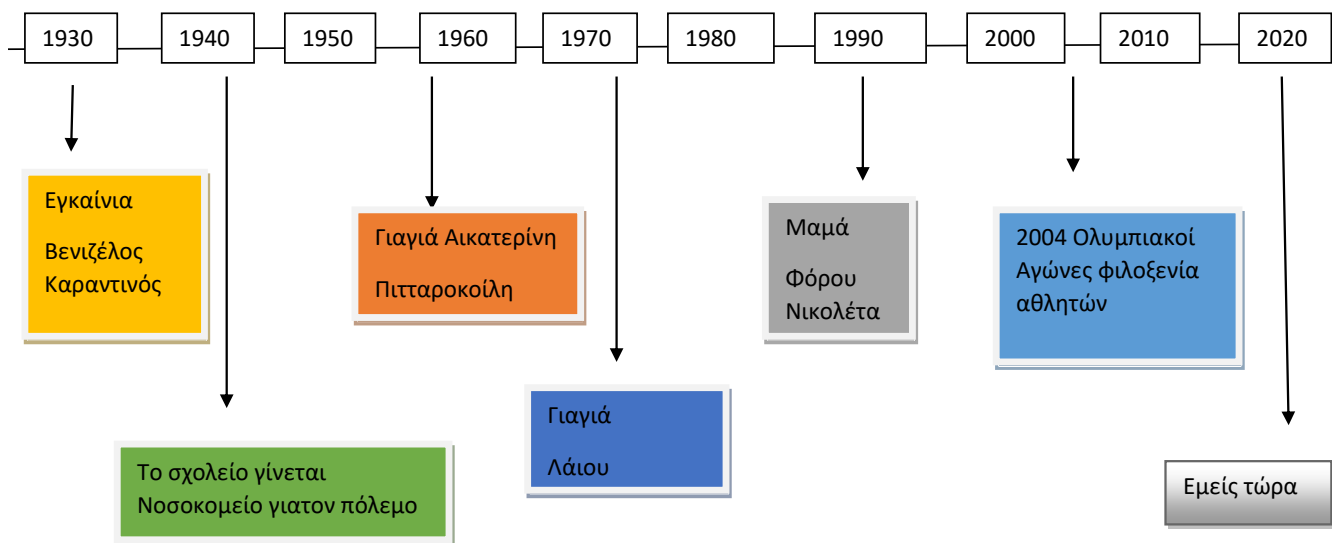 1930
1940
1950
1960
1970
1980
1990
2000
2010
2020
Εγκαίνια
Βενιζέλος
Καραντινός
Γιαγιά Αικατερίνη
Πιτταροκοίλη
Μαμά
Φόρου
Νικολέτα
2004 Ολυμπιακοί
Αγώνες φιλοξενία
αθλητών
Γιαγιά
Λάιου
Το σχολείο γίνεται
Νοσοκομείο γιατον πόλεμο
Εμείς τώρα